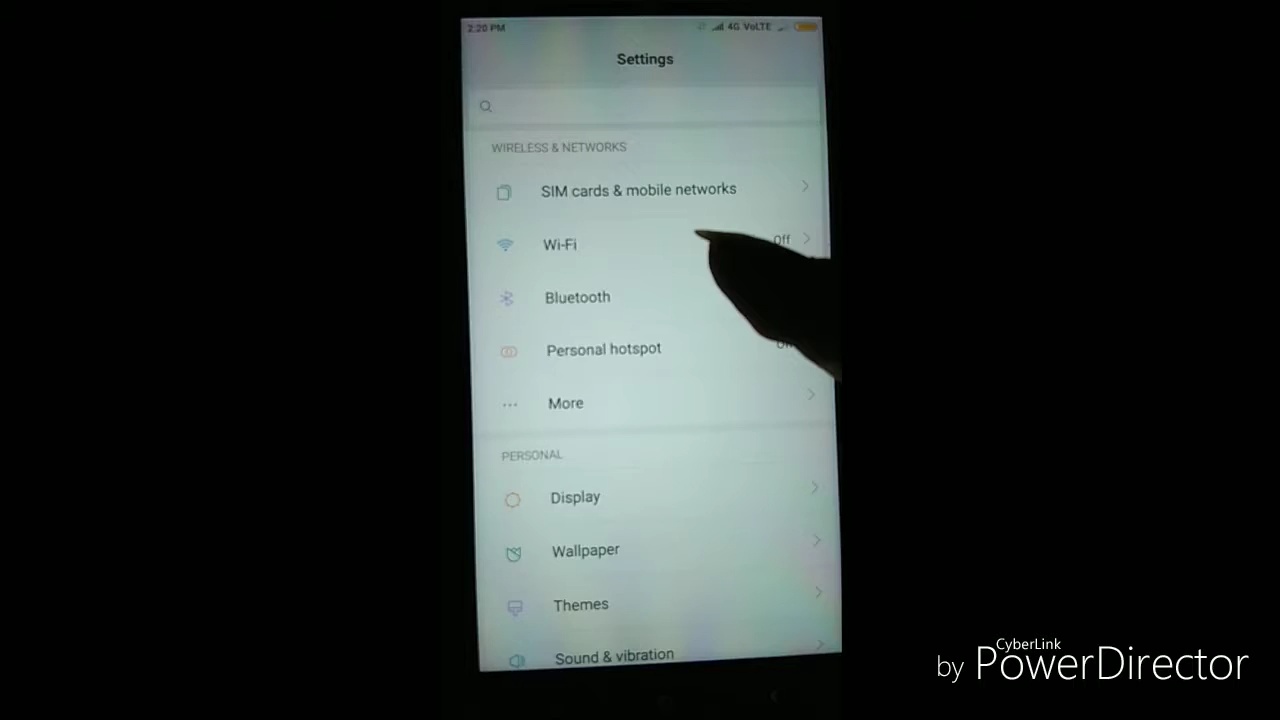 2:20 PM 4G VoLTE
Settings
WIRELESS & NETWORKS
SIM cards & mobile networks
Wi-Fi Off
Bluetooth
Personal hotspot
More
PERSONAL
Display
Wallpaper
Themes
Sound & vibration
by CyberLink PowerDirector